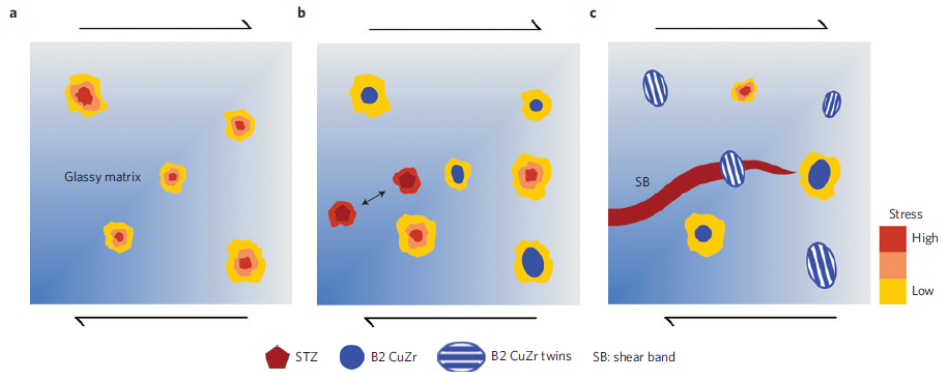 a
b
c
Glassy matrix
SB
Stress
High
Low
STZ
B2 CuZr
B2 CuZr twins
SB: shear band